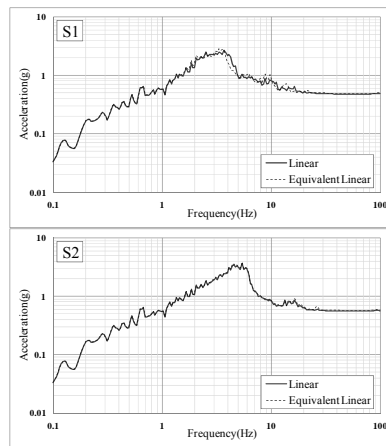 S1
Acceleration(g)
10
1
0.1
0.01
Linear
Equivalent Linear
0.1
1
10
100
Frequency(Hz)
S2
Acceleration(g)
10
1
0.1
0.01
Linear
Equivalent Linear
0.1
1
10
100
Frequency(Hz)